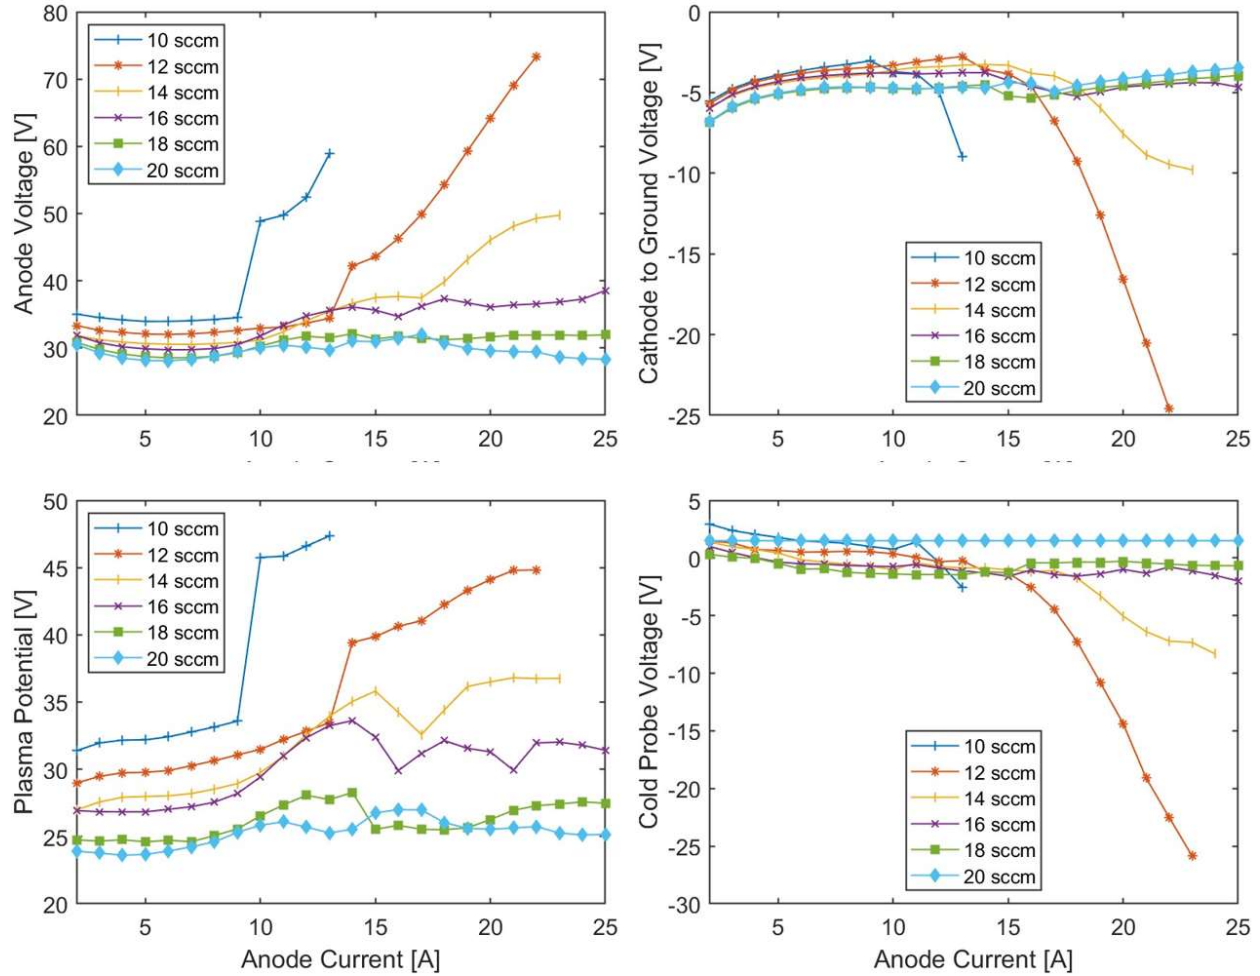 Anode Voltage [V]
80
70
60
50
40
30
20
5 10 15 20 25
10 sccm
12 sccm
14 sccm
16 sccm
18 sccm
20 sccm
Cathode to Ground Voltage [V]
0
-5
-10
-15
-20
-25
5 10 15 20 25
10 sccm
12 sccm
14 sccm
16 sccm
18 sccm
20 sccm
Plasma Potential [V]
50
45
40
35
30
25
20
5 10 15 20 25
Anode Current [A]
10 sccm
12 sccm
14 sccm
16 sccm
18 sccm
20 sccm
Cold Probe Voltage [V]
5
0
-5
-10
-15
-20
-25
-30
5 10 15 20 25
Anode Current [A]
10 sccm
12 sccm
14 sccm
16 sccm
18 sccm
20 sccm